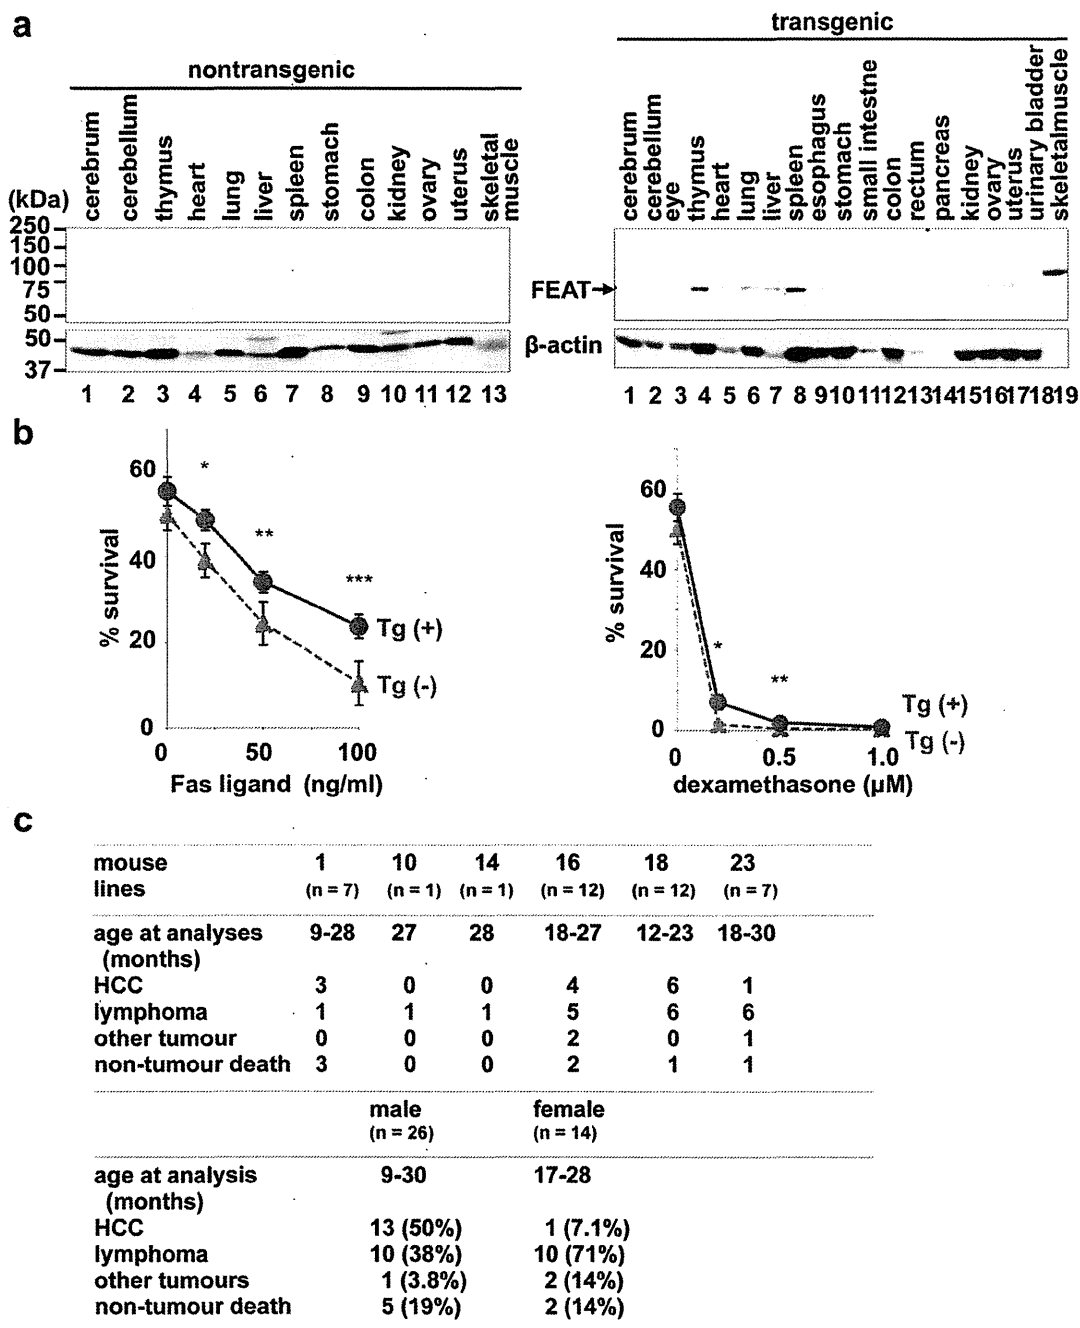 a
transgenic
nontransgenic
cerebrum
cerebellum
thymus
heart
lung
liver
spleen
stomach
colon
kidney
ovary
uterus
skeletal
muscle
cerebrum
cerebellum
eye
thymus
heart
lung
liver
spleen
esophagus
stomach
small intestne
colon
rectum
pancreas
kidney
ovary
uterus
urinary bladder
skeletalmuscle
(kDa)
250
150
100
75
50
FEAT
50
37
β-actin
1 2 3 4 5 6 7 8 9 10 11 12 13
1 2 3 4 5 6 7 8 9 10 11 12 13 14 15 16 17 18 19
b
60
40
20
0
% survival
*
**
***
Tg (+)
Tg (-)
0 50 100
Fas ligand (ng/ml)
60
40
20
0
% survival
*
**
Tg (+)
Tg (-)
0 0.5 1.0
dexamethasone (µM)
c
mouse 1 10 14 16 18 23
lines (n = 7) (n = 1) (n = 1) (n = 12) (n = 12) (n = 7)
age at analyses 9-28 27 28 18-27 12-23 18-30
(months)
HCC 3 0 0 4 6 1
lymphoma 1 1 1 5 6 6
other tumour 0 0 0 2 0 1
non-tumour death 3 0 0 2 1 1
male female
(n = 26) (n = 14)
age at analysis 9-30 17-28
(months)
HCC 13 (50%) 1 (7.1%)
lymphoma 10 (38%) 10 (71%)
other tumours 1 (3.8%) 2 (14%)
non-tumour death 5 (19%) 2 (14%)